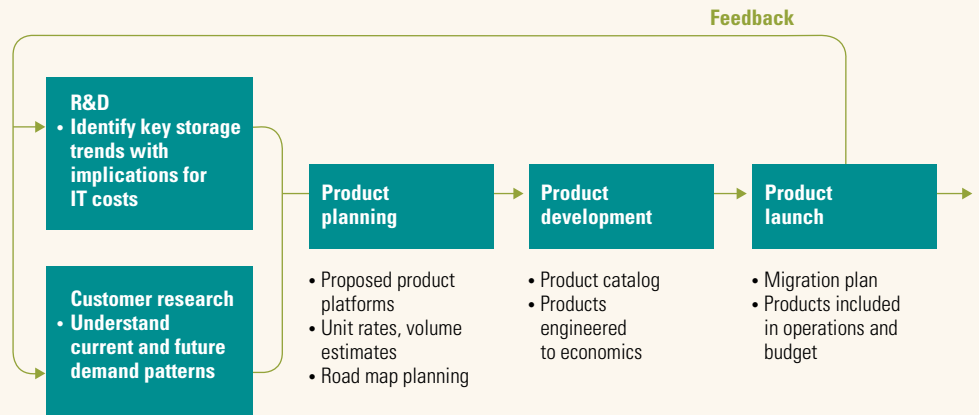 Feedback
R&D
• Identify key storage
trends with
implications for
IT costs
Customer research
• Understand
current and future
demand patterns
Product
planning
• Proposed product
platforms
• Unit rates, volume
estimates
• Road map planning
Product
development
• Product catalog
• Products
engineered
to economics
Product
launch
• Migration plan
• Products included
in operations and
budget